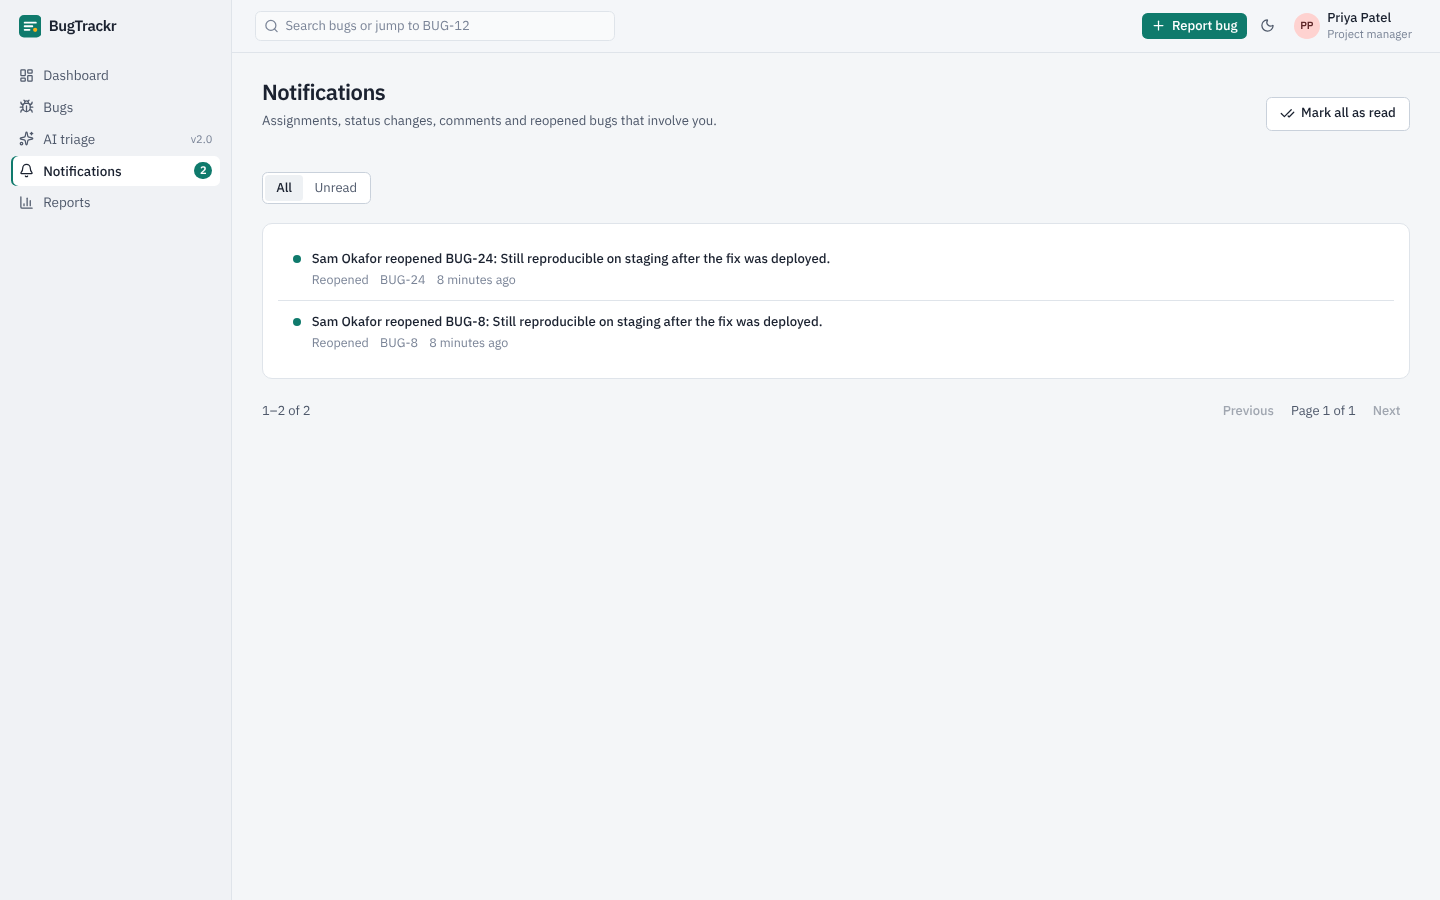 BugTrackr
Search bugs or jump to BUG-12
Report bug
PP
Priya Patel
Project manager
Dashboard
Bugs
AI triage
v2.0
Notifications
2
Reports
Notifications
Assignments, status changes, comments and reopened bugs that involve you.
Mark all as read
All
Unread
Sam Okafor reopened BUG-24: Still reproducible on staging after the fix was deployed.
Reopened BUG-24 8 minutes ago
Sam Okafor reopened BUG-8: Still reproducible on staging after the fix was deployed.
Reopened BUG-8 8 minutes ago
1–2 of 2
Previous
Page 1 of 1
Next